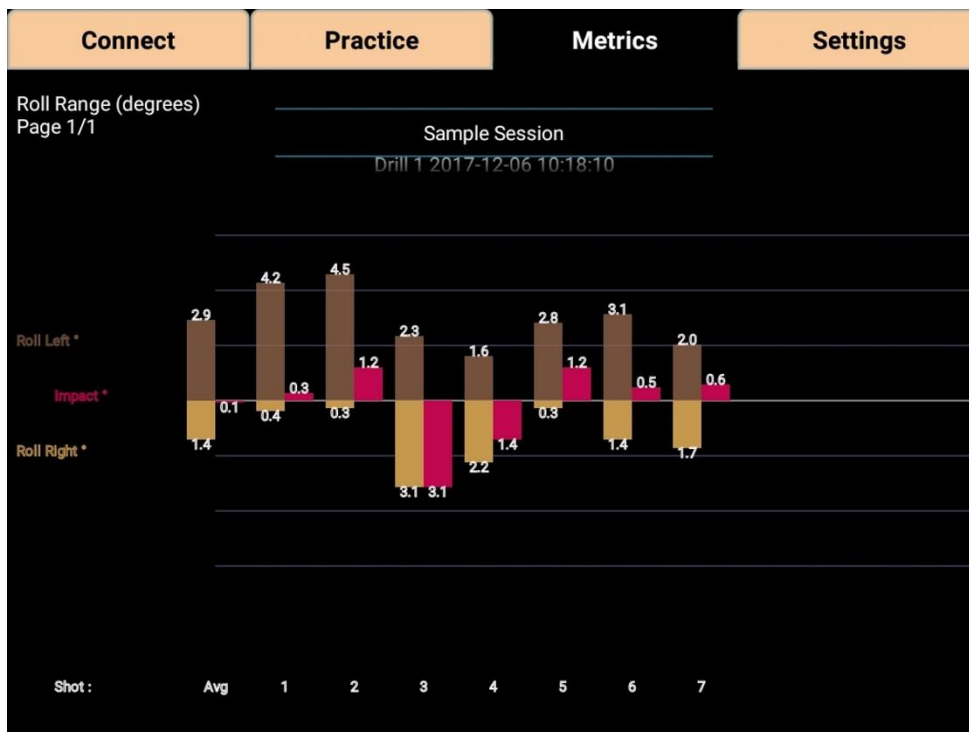 Connect Practice Metrics Settings
Roll Range (degrees)
Page 1/1
Sample Session
Drill 1 2017-12-06 10:18:10
4.5
4.2
3.1
2.9
2.8
2.3
2.0
Roll Left °
1.6
1.2 1.2
0.3 0.5 0.6
Impact °
0.1
0.4 0.3 0.3
1.4 1.4 1.4
Roll Right °
1.7
2.2
3.1 3.1
Shot : Avg 1 2 3 4 5 6 7